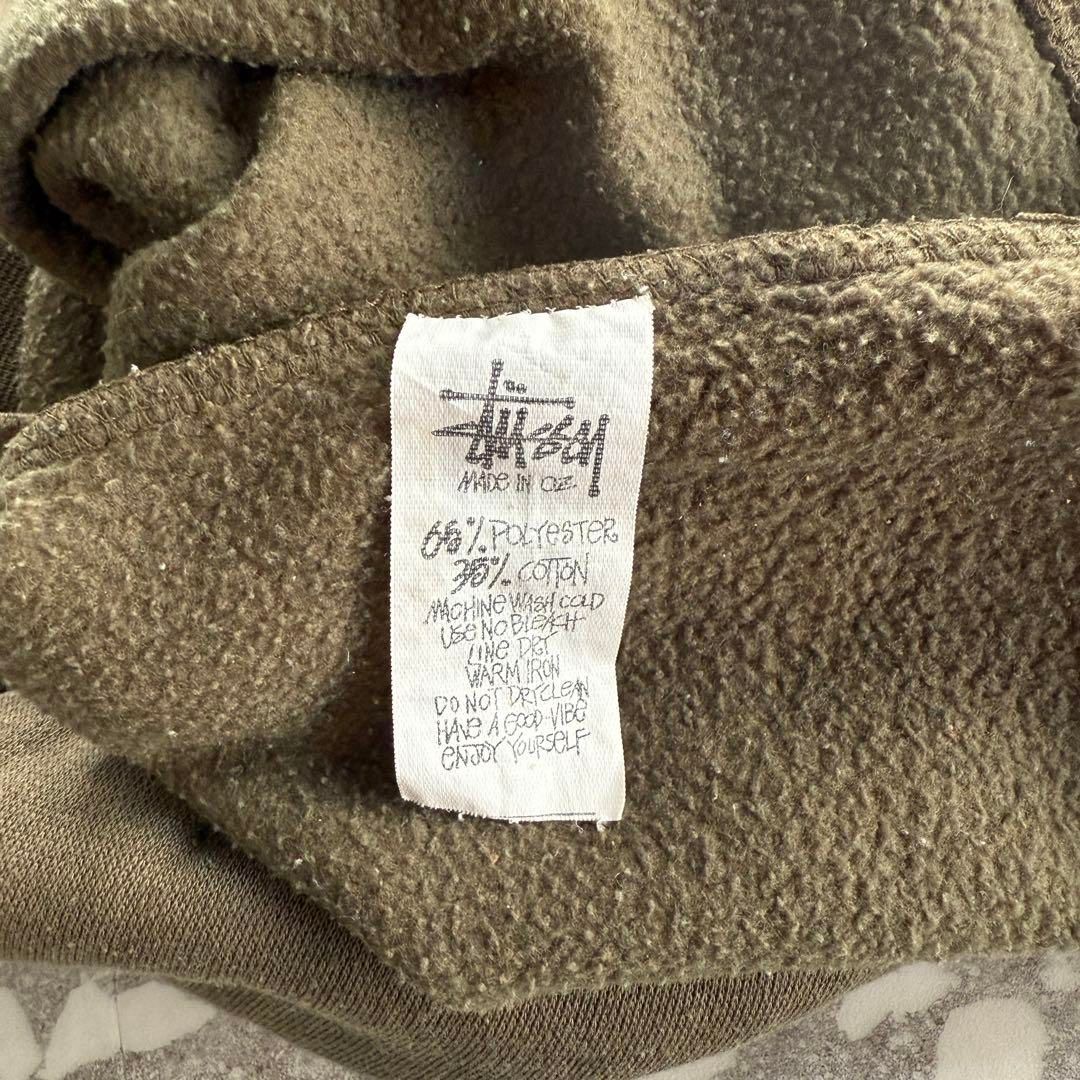 Stüssy
MADE IN OZ
65% POLYESTER
35% COTTON
MACHINE WASH COLD
USE NO BLEACH
LINE DRY
WARM IRON
DO NOT DRYCLEAN
HAVE A GOOD VIBE
ENJOY YOURSELF